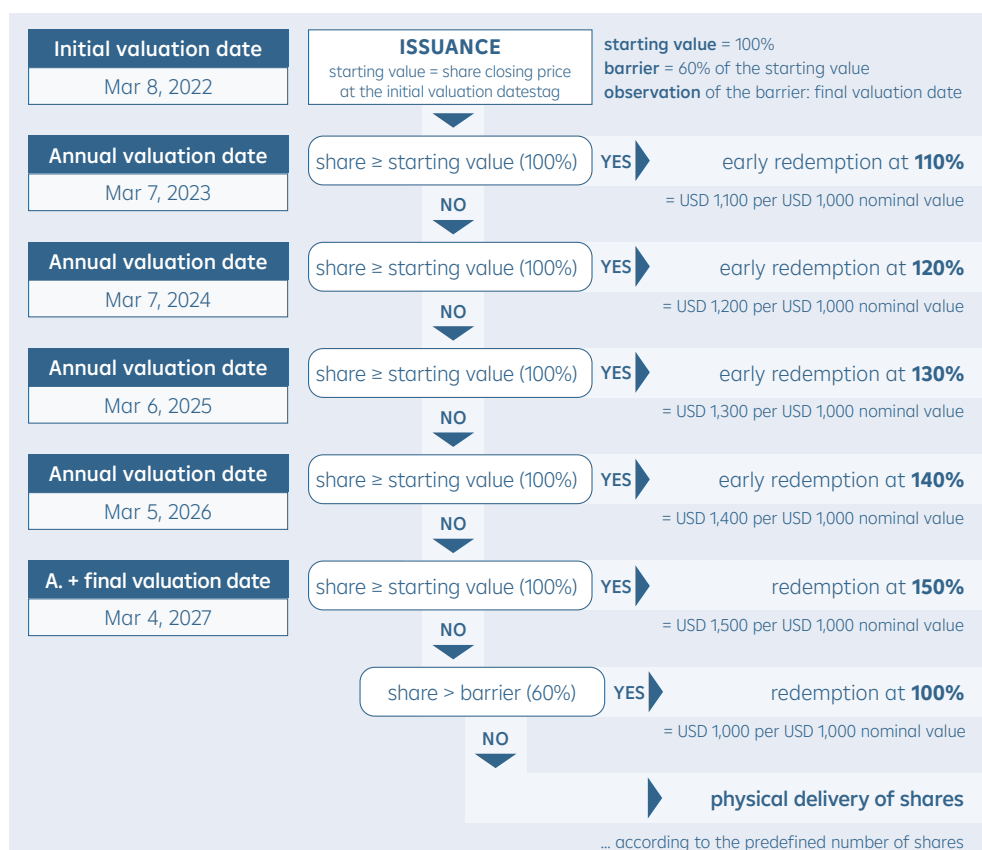 Initial valuation date
Mar 8, 2022
ISSUANCE
starting value = share closing price
at the initial valuation datestag
starting value = 100%
barrier = 60% of the starting value
observation of the barrier: final valuation date
Annual valuation date
Mar 7, 2023
share ≥ starting value (100%)
YES
early redemption at 110%
= USD 1,100 per USD 1,000 nominal value
NO
Annual valuation date
Mar 7, 2024
share ≥ starting value (100%)
YES
early redemption at 120%
= USD 1,200 per USD 1,000 nominal value
NO
Annual valuation date
Mar 6, 2025
share ≥ starting value (100%)
YES
early redemption at 130%
= USD 1,300 per USD 1,000 nominal value
NO
Annual valuation date
Mar 5, 2026
share ≥ starting value (100%)
YES
early redemption at 140%
= USD 1,400 per USD 1,000 nominal value
NO
A. + final valuation date
Mar 4, 2027
share ≥ starting value (100%)
YES
redemption at 150%
= USD 1,500 per USD 1,000 nominal value
NO
share > barrier (60%)
YES
redemption at 100%
= USD 1,000 per USD 1,000 nominal value
NO
physical delivery of shares
... according to the predefined number of shares